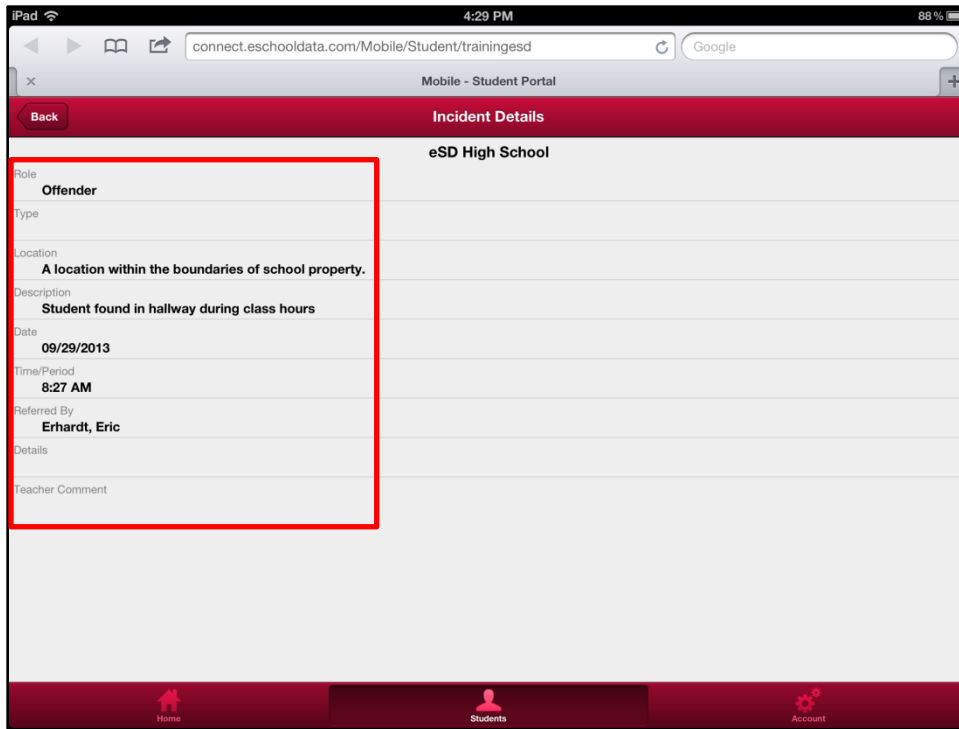 iPad 4:29 PM 88%
connect.eschooldata.com/Mobile/Student/trainingesd Google
Mobile - Student Portal
Back Incident Details
eSD High School
Role
Offender
Type
Location
A location within the boundaries of school property.
Description
Student found in hallway during class hours
Date
09/29/2013
Time/Period
8:27 AM
Referred By
Erhardt, Eric
Details
Teacher Comment
Home Students Account